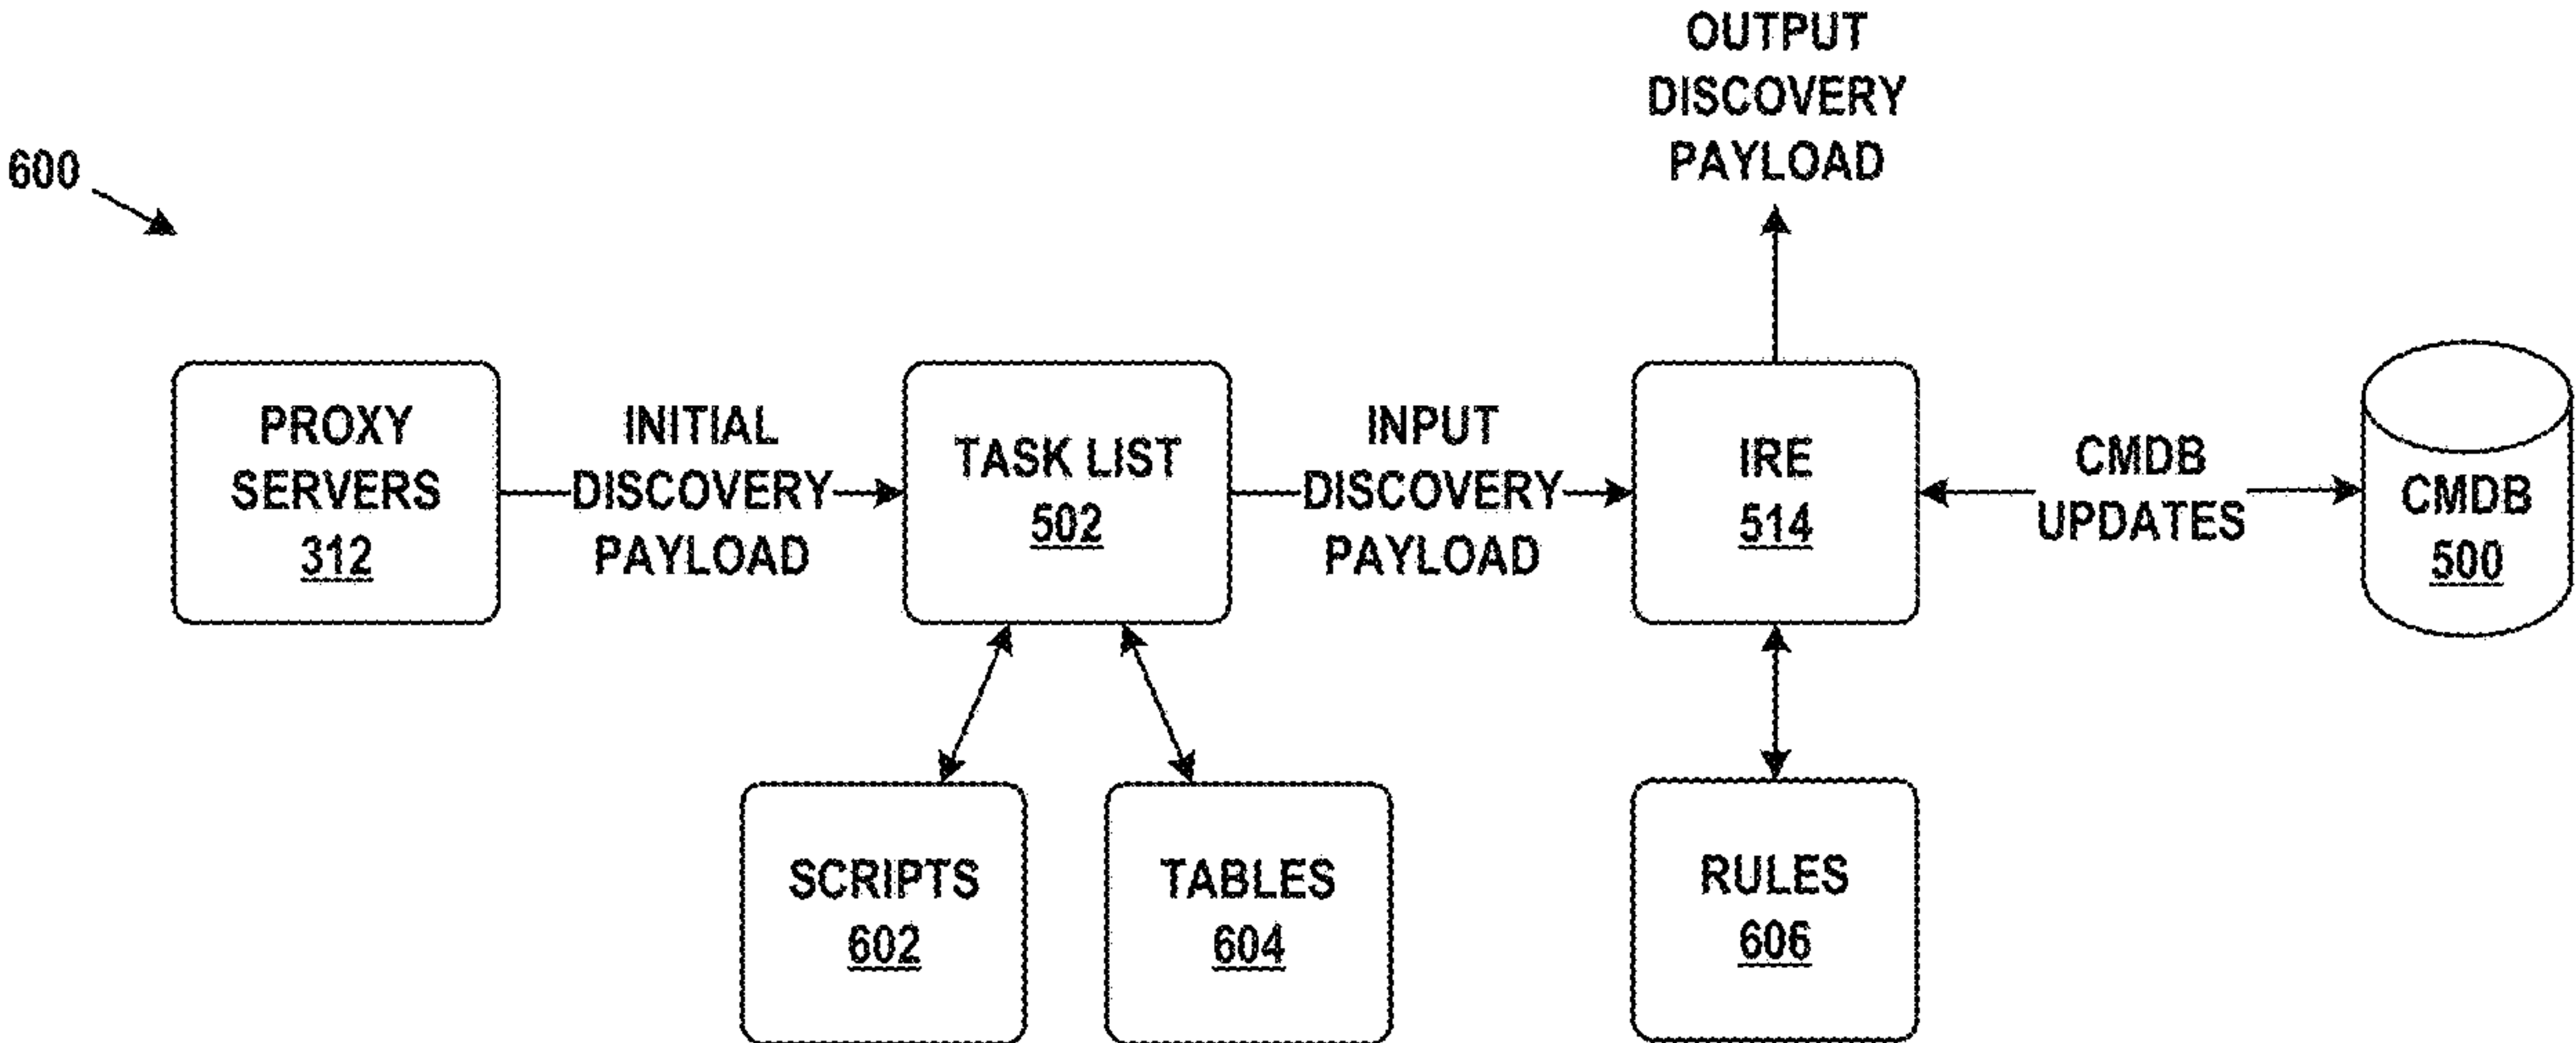 OUTPUT
DISCOVERY
PAYLOAD
600
PROXY
SERVERS
312
INITIAL
DISCOVERY
PAYLOAD
TASK LIST
502
INPUT
DISCOVERY
PAYLOAD
IRE
514
CMDB
UPDATES
CMDB
500
SCRIPTS
602
TABLES
604
RULES
606